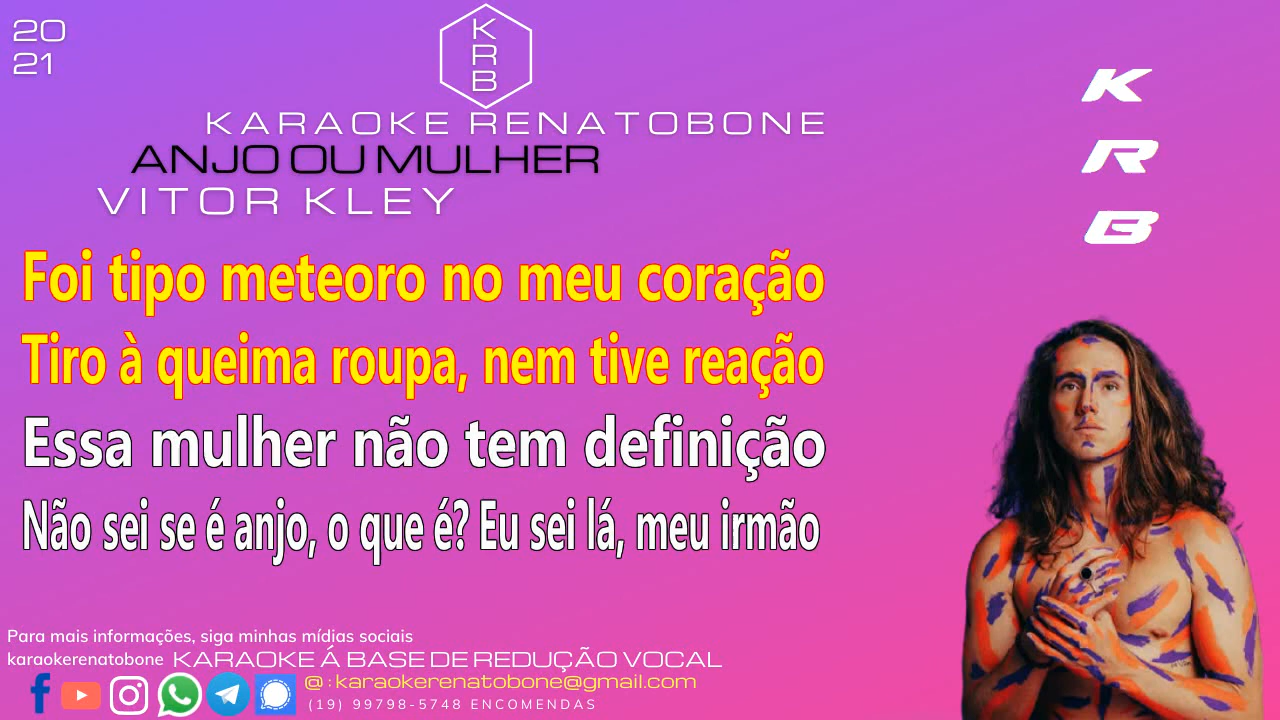 20
21
K
R
B
KARAOKE RENATOBONE
ANJO OU MULHER
VITOR KLEY
K
R
B
Foi tipo meteoro no meu coração
Tiro à queima roupa, nem tive reação
Essa mulher não tem definição
Não sei se é anjo, o que é? Eu sei lá, meu irmão
Para mais informações, siga minhas mídias sociais
karaokerenatobone KARAOKE Á BASE DE REDUÇÃO VOCAL
@ : karaokerenatobone@gmail.com
(19) 99798-5748 ENCOMENDAS